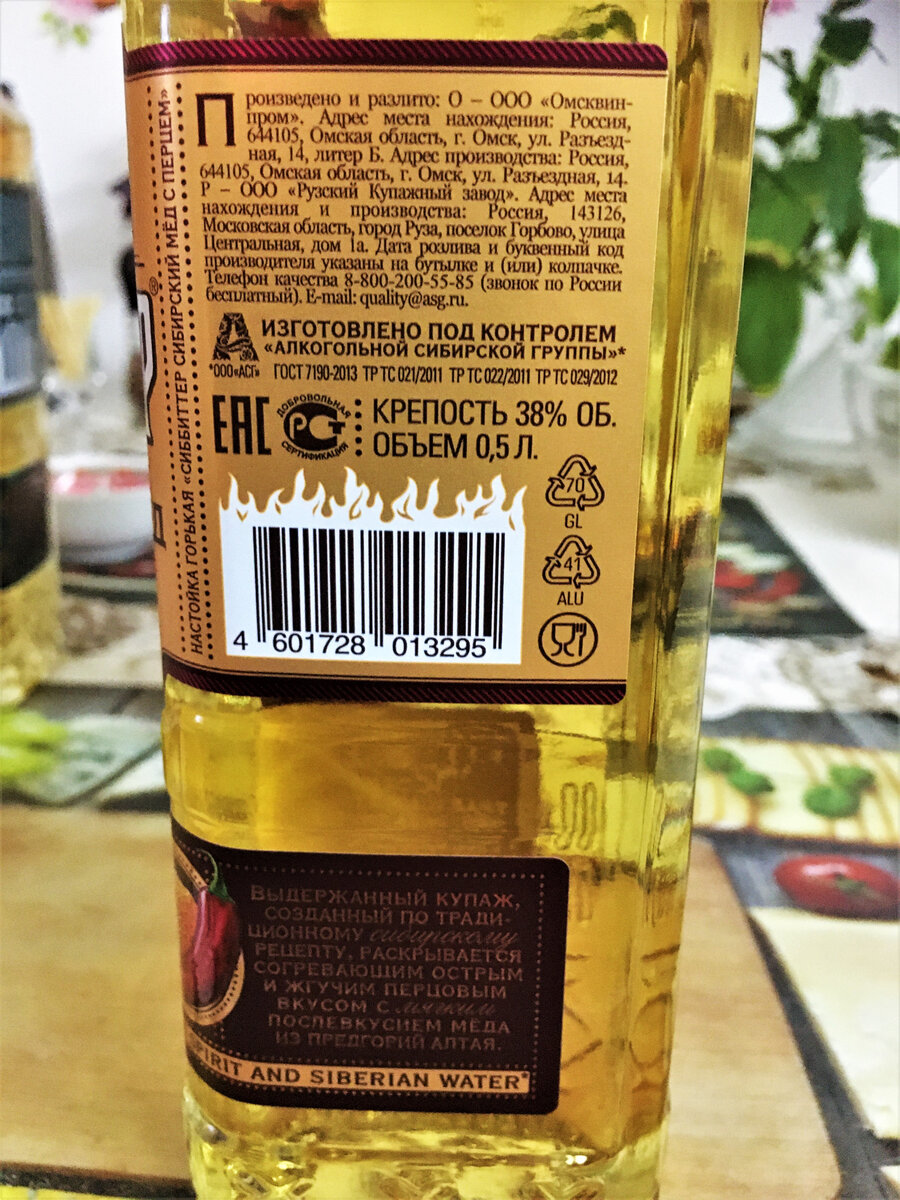 НАСТОЙКА ГОРЬКАЯ «СИББИТТЕР СИБИРСКИЙ МЁД С ПЕРЦЕМ»
Произведено и разлито: О – ООО «Омсквин-
пром». Адрес места нахождения: Россия,
644105, Омская область, г. Омск, ул. Разъезд-
ная, 14, литер Б. Адрес производства: Россия,
644105, Омская область, г. Омск, ул. Разъездная, 14.
Р – ООО «Рузский Купажный завод». Адрес места
нахождения и производства: Россия, 143126,
Московская область, город Руза, поселок Горбово, улица
Центральная, дом 1а. Дата розлива и буквенный код
производителя указаны на бутылке и (или) колпачке.
Телефон качества 8-800-200-55-85 (звонок по России
бесплатный). E-mail: quality@asg.ru.
ИЗГОТОВЛЕНО ПОД КОНТРОЛЕМ
«АЛКОГОЛЬНОЙ СИБИРСКОЙ ГРУППЫ»*
*ООО«АСГ» ГОСТ 7190-2013 ТР ТС 021/2011 ТР ТС 022/2011 ТР ТС 029/2012
ЕАС
ДОБРОВОЛЬНАЯ
РСТ
СЕРТИФИКАЦИЯ
КРЕПОСТЬ 38% ОБ.
ОБЪЕМ 0,5 Л.
70
GL
41
ALU
4 601728 013295
ВЫДЕРЖАННЫЙ КУПАЖ,
СОЗДАННЫЙ ПО ТРАДИ-
ЦИОННОМУ сибирскому
РЕЦЕПТУ, РАСКРЫВАЕТСЯ
СОГРЕВАЮЩИМ ОСТРЫМ
И ЖГУЧИМ ПЕРЦОВЫМ
ВКУСОМ С мягким
ПОСЛЕВКУСИЕМ МЁДА
ИЗ ПРЕДГОРИЙ АЛТАЯ.
SPIRIT AND SIBERIAN WATER*